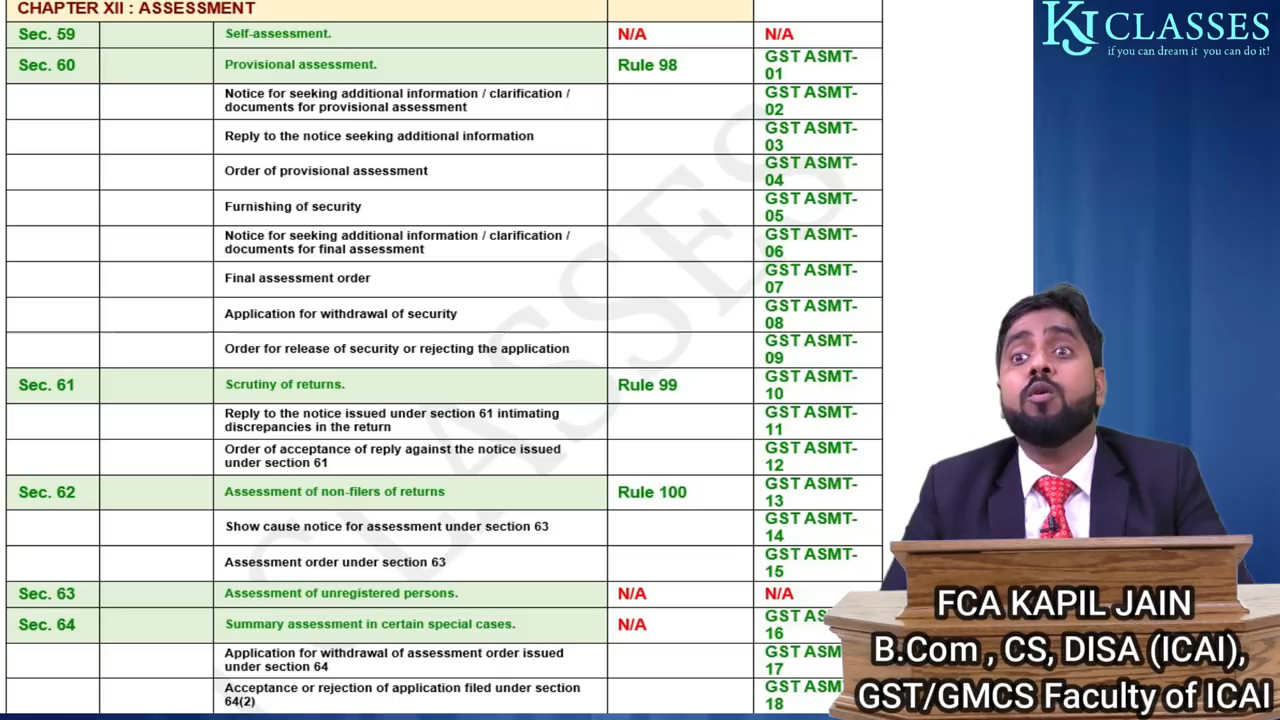 CHAPTER XII : ASSESSMENT
Sec. 59 Self-assessment. N/A N/A
Sec. 60 Provisional assessment. Rule 98 GST ASMT-
01
Notice for seeking additional information / clarification /
documents for provisional assessment
GST ASMT-
02
Reply to the notice seeking additional information GST ASMT-
03
Order of provisional assessment GST ASMT-
04
Furnishing of security GST ASMT-
05
Notice for seeking additional information / clarification /
documents for final assessment
GST ASMT-
06
Final assessment order GST ASMT-
07
Application for withdrawal of security GST ASMT-
08
Order for release of security or rejecting the application GST ASMT-
09
Sec. 61 Scrutiny of returns. Rule 99 GST ASMT-
10
Reply to the notice issued under section 61 intimating
discrepancies in the return
GST ASMT-
11
Order of acceptance of reply against the notice issued
under section 61
GST ASMT-
12
Sec. 62 Assessment of non-filers of returns Rule 100 GST ASMT-
13
Show cause notice for assessment under section 63 GST ASMT-
14
Assessment order under section 63 GST ASMT-
15
Sec. 63 Assessment of unregistered persons. N/A N/A
Sec. 64 Summary assessment in certain special cases. N/A GST AS
16
Application for withdrawal of assessment order issued
under section 64
GST ASM
17
Acceptance or rejection of application filed under section
64(2)
GST ASM
18
KJ CLASSES
if you can dream it you can do it!
CLASSES
FCA KAPIL JAIN
B.Com , CS, DISA (ICAI),
GST/GMCS Faculty of ICAI